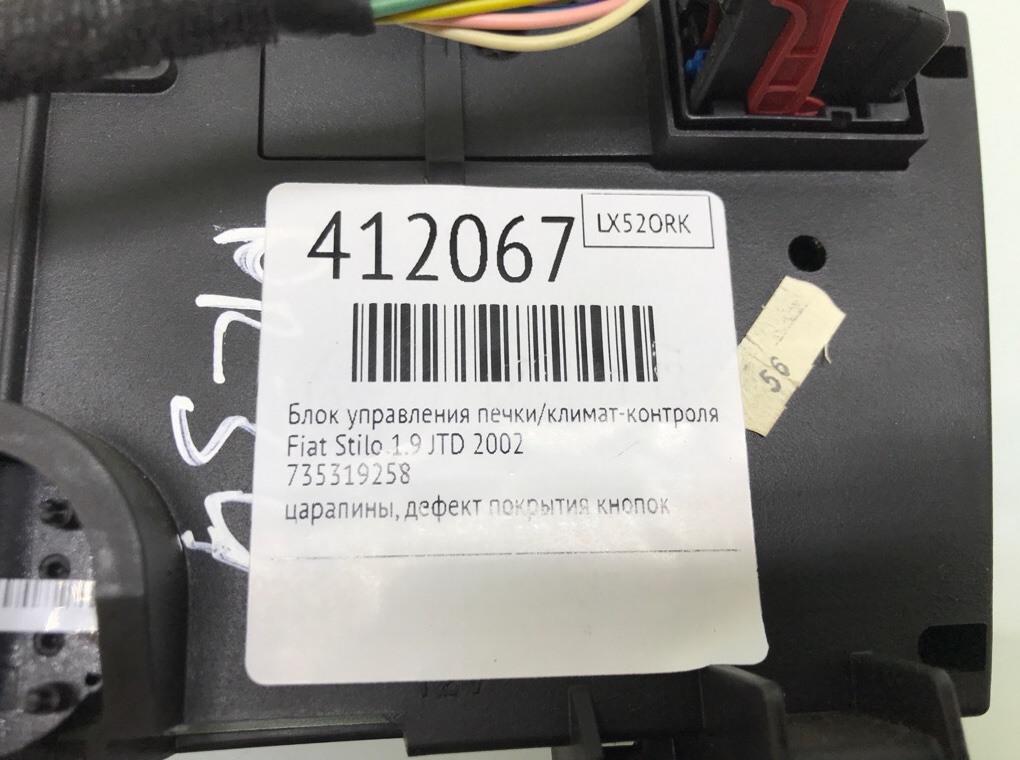 412067
LX52ORK
Блок управления печки/климат-контроля
Fiat Stilo 1.9 JTD 2002
735319258
царапины, дефект покрытия кнопок
56